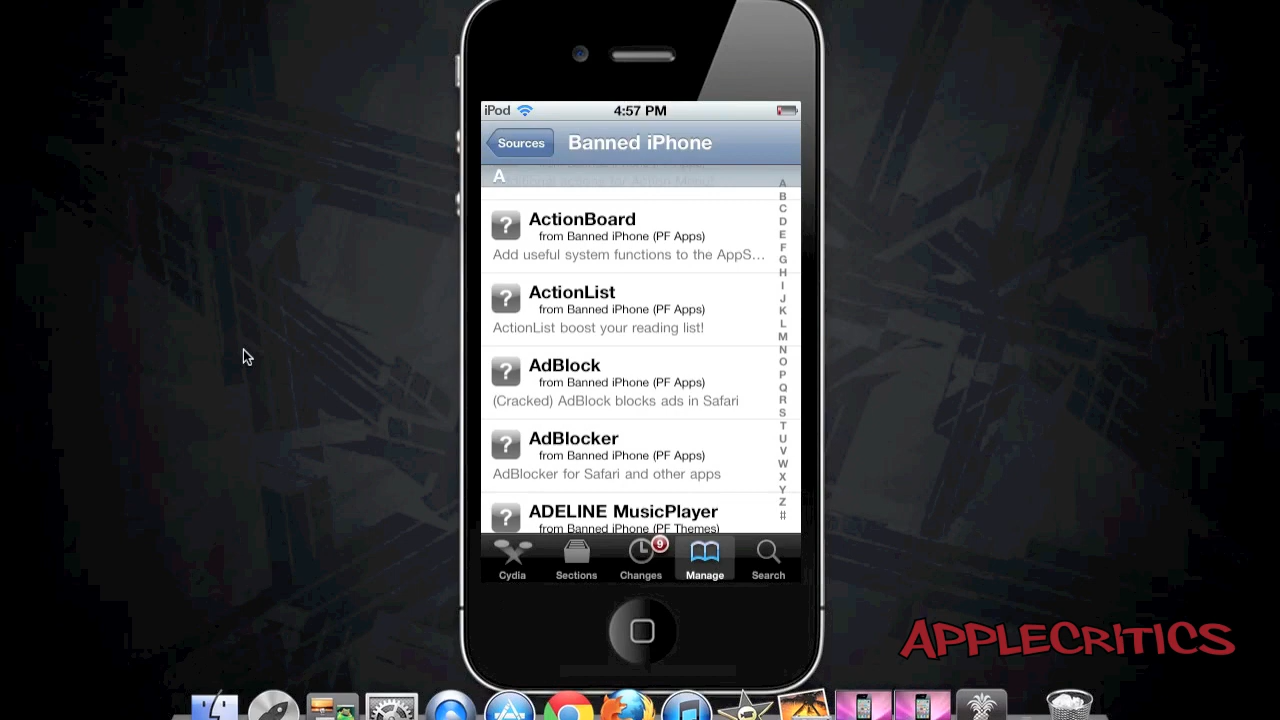 iPod 4:57 PM
Sources Banned iPhone
A
ActionBoard
from Banned iPhone (PF Apps)
Add useful system functions to the AppS...
ActionList
from Banned iPhone (PF Apps)
ActionList boost your reading list!
AdBlock
from Banned iPhone (PF Apps)
(Cracked) AdBlock blocks ads in Safari
AdBlocker
from Banned iPhone (PF Apps)
AdBlocker for Safari and other apps
ADELINE MusicPlayer
from Banned iPhone (PF Themes)
A
B
C
D
E
F
G
H
I
J
K
L
M
N
O
P
Q
R
S
T
U
V
W
X
Y
Z
#
9
Cydia Sections Changes Manage Search
APPLECRITICS